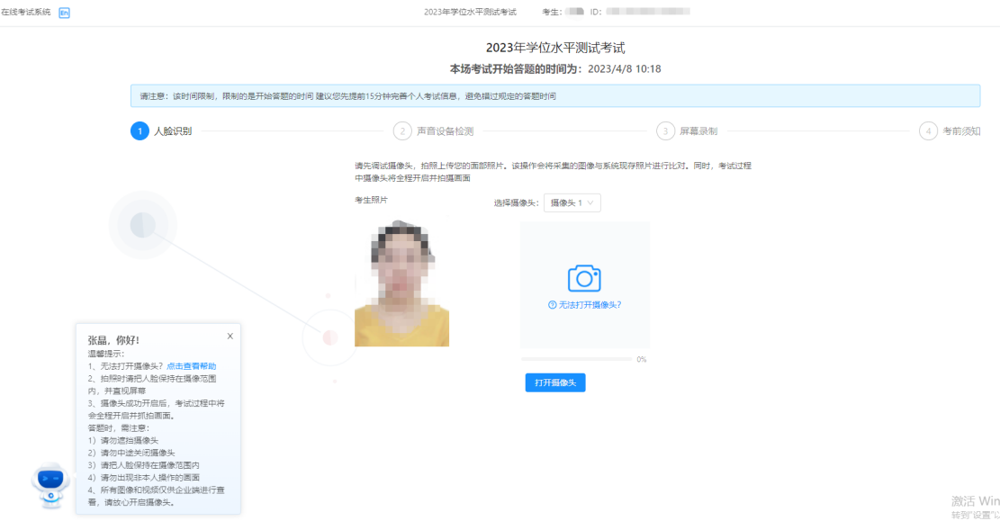 在线考试系统 En
2023年学位水平测试考试 考生: ID:
2023年学位水平测试考试
本场考试开始答题的时间为：2023/4/8 10:18
请注意：该时间限制，限制的是开始答题的时间 建议您先提前15分钟完善个人考试信息，避免错过规定的答题时间
1 人脸识别 2 声音设备检测 3 屏幕录制 4 考前须知
请先调试摄像头，拍照上传您的面部照片。该操作会将采集的图像与系统现存照片进行比对。同时，考试过程
中摄像头将全程开启并拍摄画面
考生照片
选择摄像头： 摄像头 1
无法打开摄像头?
0%
打开摄像头
张晶，你好! X
温馨提示：
1、无法打开摄像头？点击查看帮助
2、拍照时请把人脸保持在摄像范围
内，并直视屏幕
3、摄像头成功开启后，考试过程中将
会全程开启并抓拍画面。
答题时，需注意：
1）请勿遮挡摄像头
2）请勿中途关闭摄像头
3）请把人脸保持在摄像范围内
4）请勿出现非本人操作的画面
4、所有图像和视频仅供企业端进行查
看，请放心开启摄像头。
激活 Win
转到"设置"以